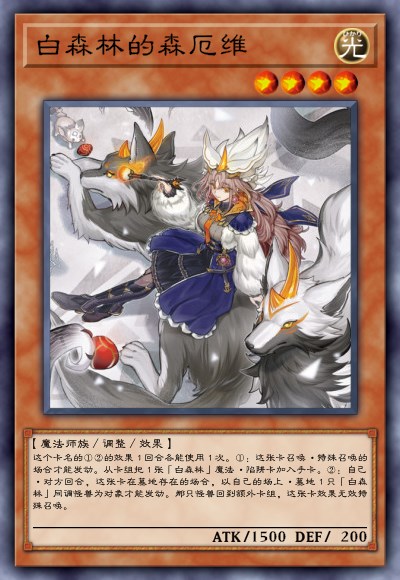 白森林的森厄维
光
ひかり
【魔法师族/调整/效果】
这个卡名的①②的效果1回合各能使用1次。①：这张卡召唤·特殊召唤的
场合才能发动。从卡组把1张「白森林」魔法·陷阱卡加入手卡。②：自己
·对方回合，这张卡在墓地存在的场合，以自己的场上·墓地1只「白森
林」同调怪兽为对象才能发动。那只怪兽回到额外卡组，这张卡效果无效特
殊召唤。
ATK/1500 DEF/ 200